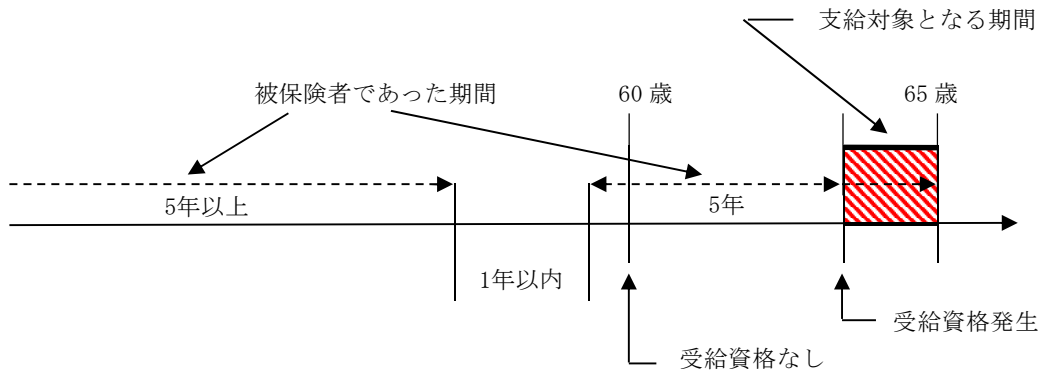 支給対象となる期間
被保険者であった期間
60 歳
65 歳
5年以上
5年
1年以内
受給資格発生
受給資格なし